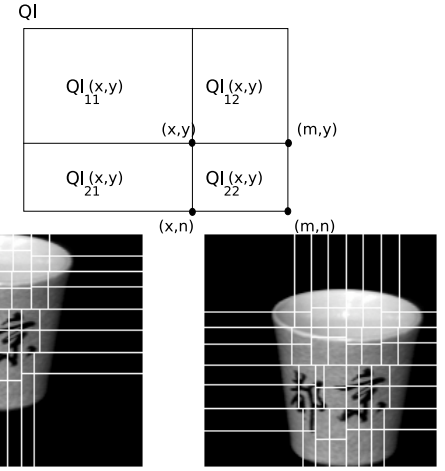 QI
QI₁₁(x,y) QI₁₂(x,y)
(x,y) (m,y)
QI₂₁(x,y) QI₂₂(x,y)
(x,n) (m,n)